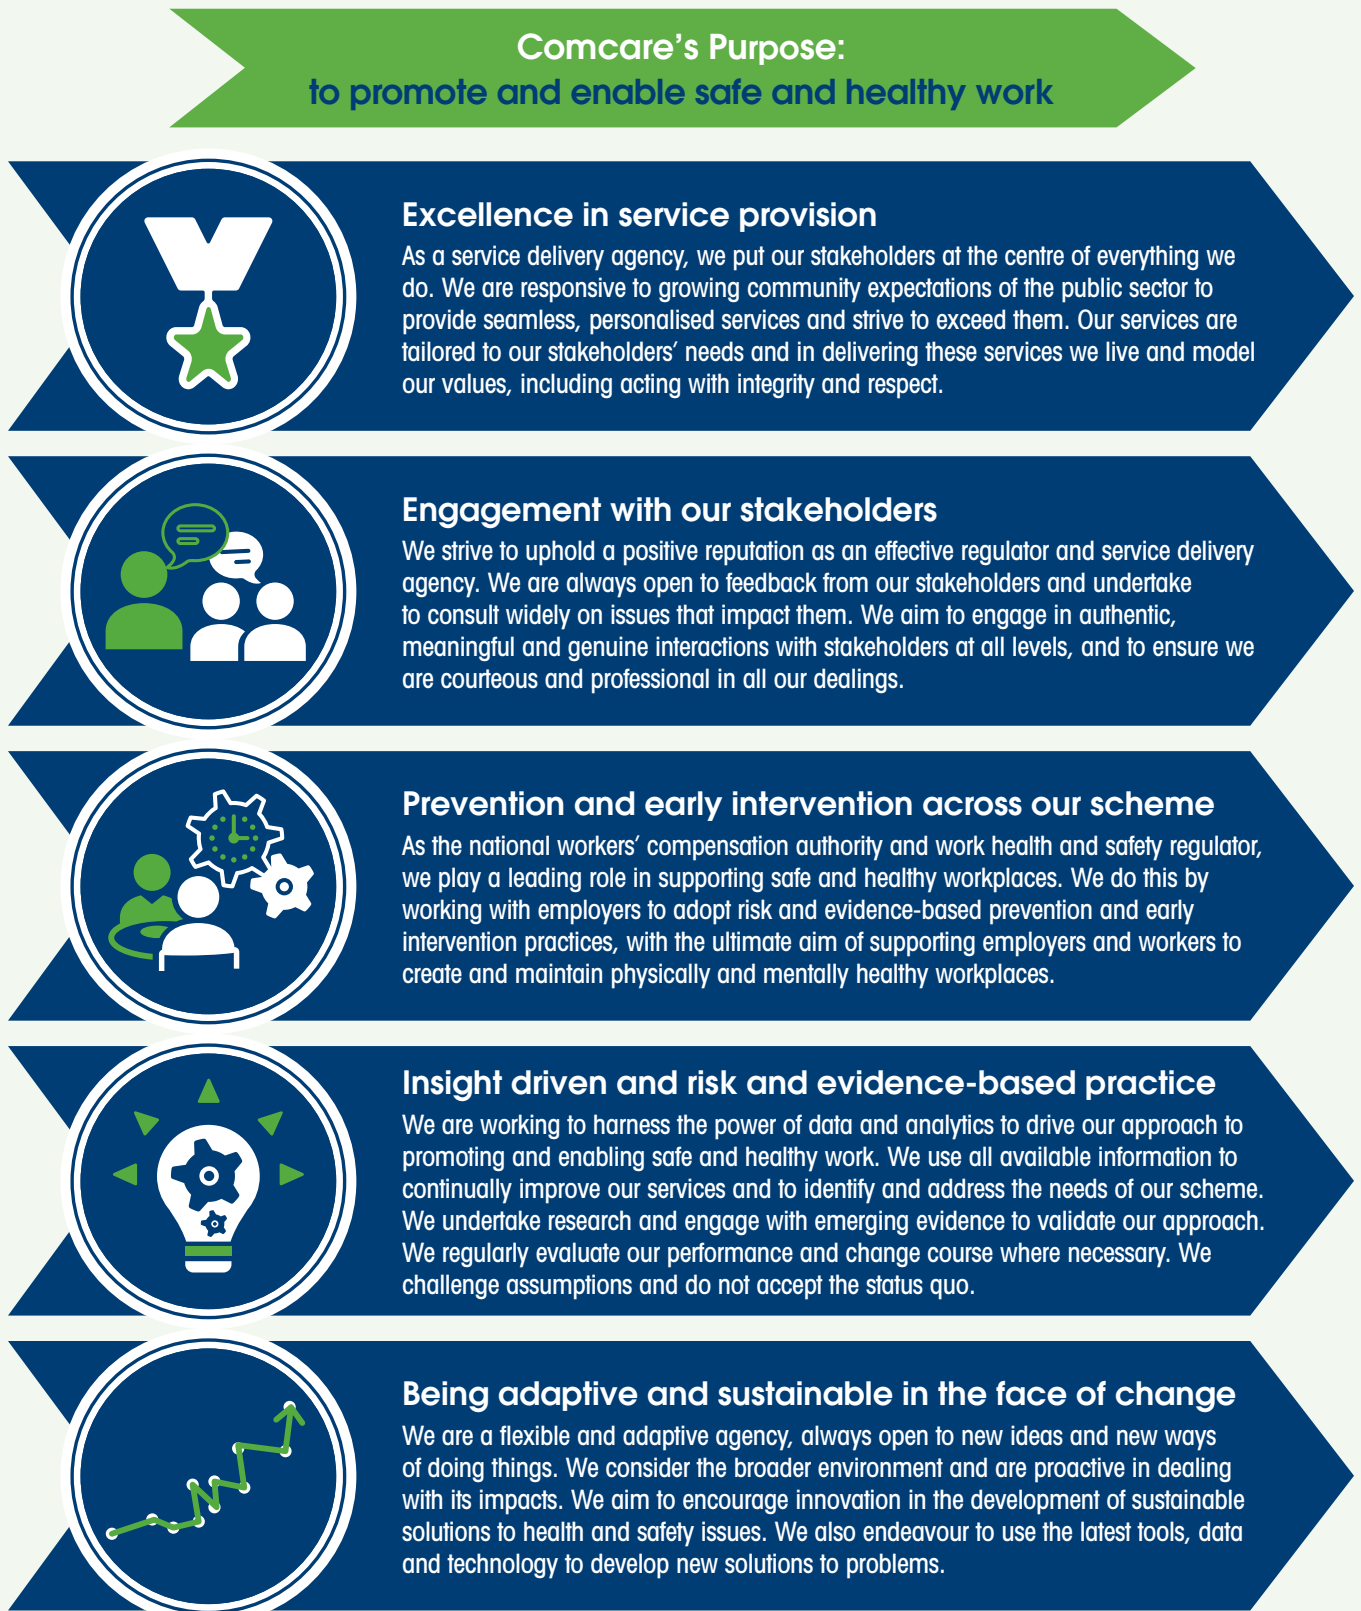 Comcare’s Purpose:
to promote and enable safe and healthy work
Excellence in service provision
As a service delivery agency, we put our stakeholders at the centre of everything we
do. We are responsive to growing community expectations of the public sector to
provide seamless, personalised services and strive to exceed them. Our services are
tailored to our stakeholders’ needs and in delivering these services we live and model
our values, including acting with integrity and respect.
Engagement with our stakeholders
We strive to uphold a positive reputation as an effective regulator and service delivery
agency. We are always open to feedback from our stakeholders and undertake
to consult widely on issues that impact them. We aim to engage in authentic,
meaningful and genuine interactions with stakeholders at all levels, and to ensure we
are courteous and professional in all our dealings.
Prevention and early intervention across our scheme
As the national workers’ compensation authority and work health and safety regulator,
we play a leading role in supporting safe and healthy workplaces. We do this by
working with employers to adopt risk and evidence-based prevention and early
intervention practices, with the ultimate aim of supporting employers and workers to
create and maintain physically and mentally healthy workplaces.
Insight driven and risk and evidence-based practice
We are working to harness the power of data and analytics to drive our approach to
promoting and enabling safe and healthy work. We use all available information to
continually improve our services and to identify and address the needs of our scheme.
We undertake research and engage with emerging evidence to validate our approach.
We regularly evaluate our performance and change course where necessary. We
challenge assumptions and do not accept the status quo.
Being adaptive and sustainable in the face of change
We are a flexible and adaptive agency, always open to new ideas and new ways
of doing things. We consider the broader environment and are proactive in dealing
with its impacts. We aim to encourage innovation in the development of sustainable
solutions to health and safety issues. We also endeavour to use the latest tools, data
and technology to develop new solutions to problems.